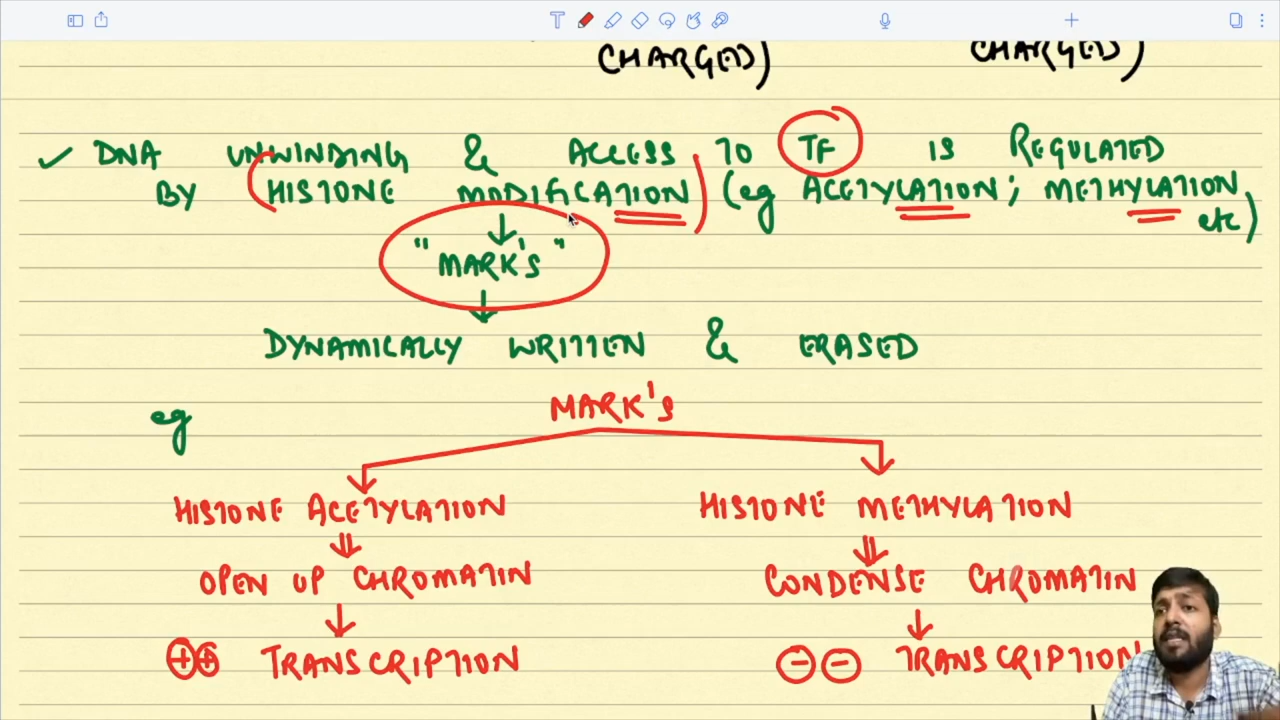 CHARGED) CHARGED)
✓ DNA UNWINDING & ACCESS TO TF IS REGULATED
BY (HISTONE MODIFICATION) (eg ACETYLATION; METHYLATION etc)
"MARK's"
DYNAMICALLY WRITTEN & ERASED
eg MARK's
HISTONE ACETYLATION HISTONE METHYLATION
OPEN UP CHROMATIN CONDENSE CHROMATIN
++ TRANSCRIPTION -- TRANSCRIPTION